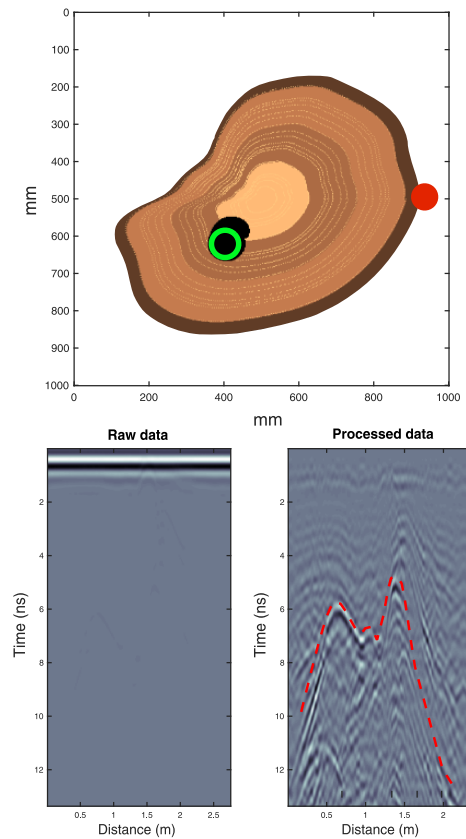 0
100
200
300
400
500
600
700
800
900
1000
mm
0 200 400 600 800 1000
mm
Raw data
Processed data
2
4
6
8
10
12
Time (ns)
0.5 1 1.5 2 2.5
Distance (m)
2
4
6
8
10
12
Time (ns)
0.5 1 1.5 2
Distance (m)